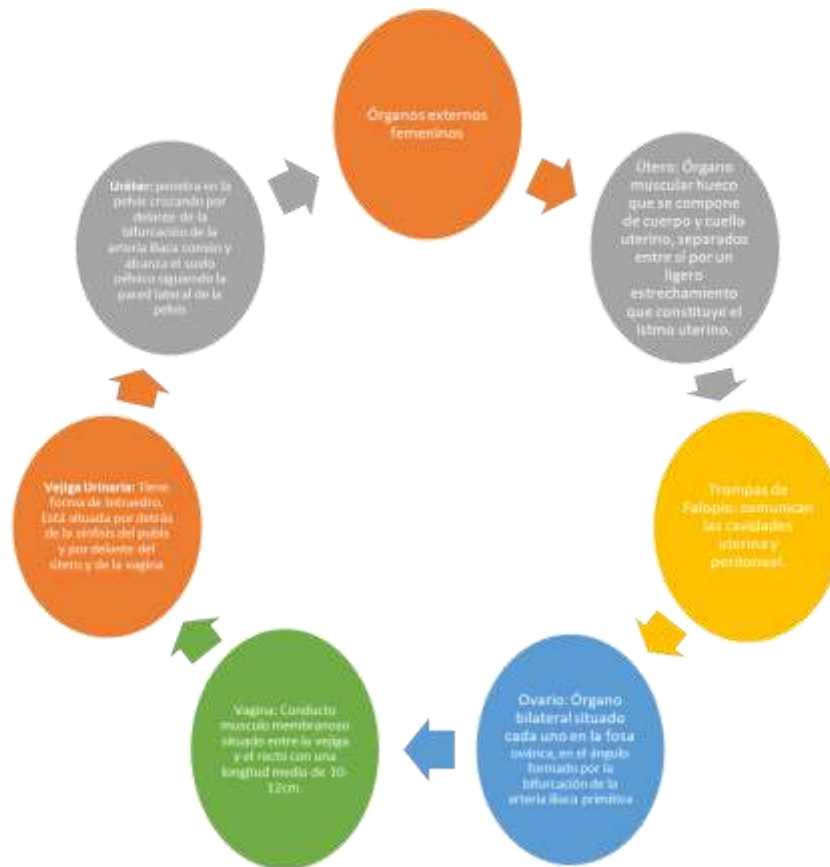 Órganos externos
femeninos
Útero: Órgano
muscular hueco
que se compone
de cuerpo y cuello
uterino, separados
entre sí por un
ligero
estrechamiento
que constituye el
istmo uterino.
Trompas de
Falopio: comunican
las cavidades
uterina y
peritoneal.
Ovario: Órgano
bilateral situado
cada uno en la fosa
ovárica, en el ángulo
formado por la
bifurcación de la
arteria iliaca primitiva
Vagina: Conducto
musculo membranoso
situado entre la vejiga
y el recto con una
longitud media de 10-
12cm.
Vejiga Urinaria: Tiene
forma de tetraedro.
Está situada por detrás
de la sínfisis del pubis
y por delante del
útero y de la vagina
Uréter: penetra en la
pelvis cruzando por
delante de la
bifurcación de la
arteria iliaca común y
alcanza el suelo
pélvico siguiendo la
pared lateral de la
pelvis